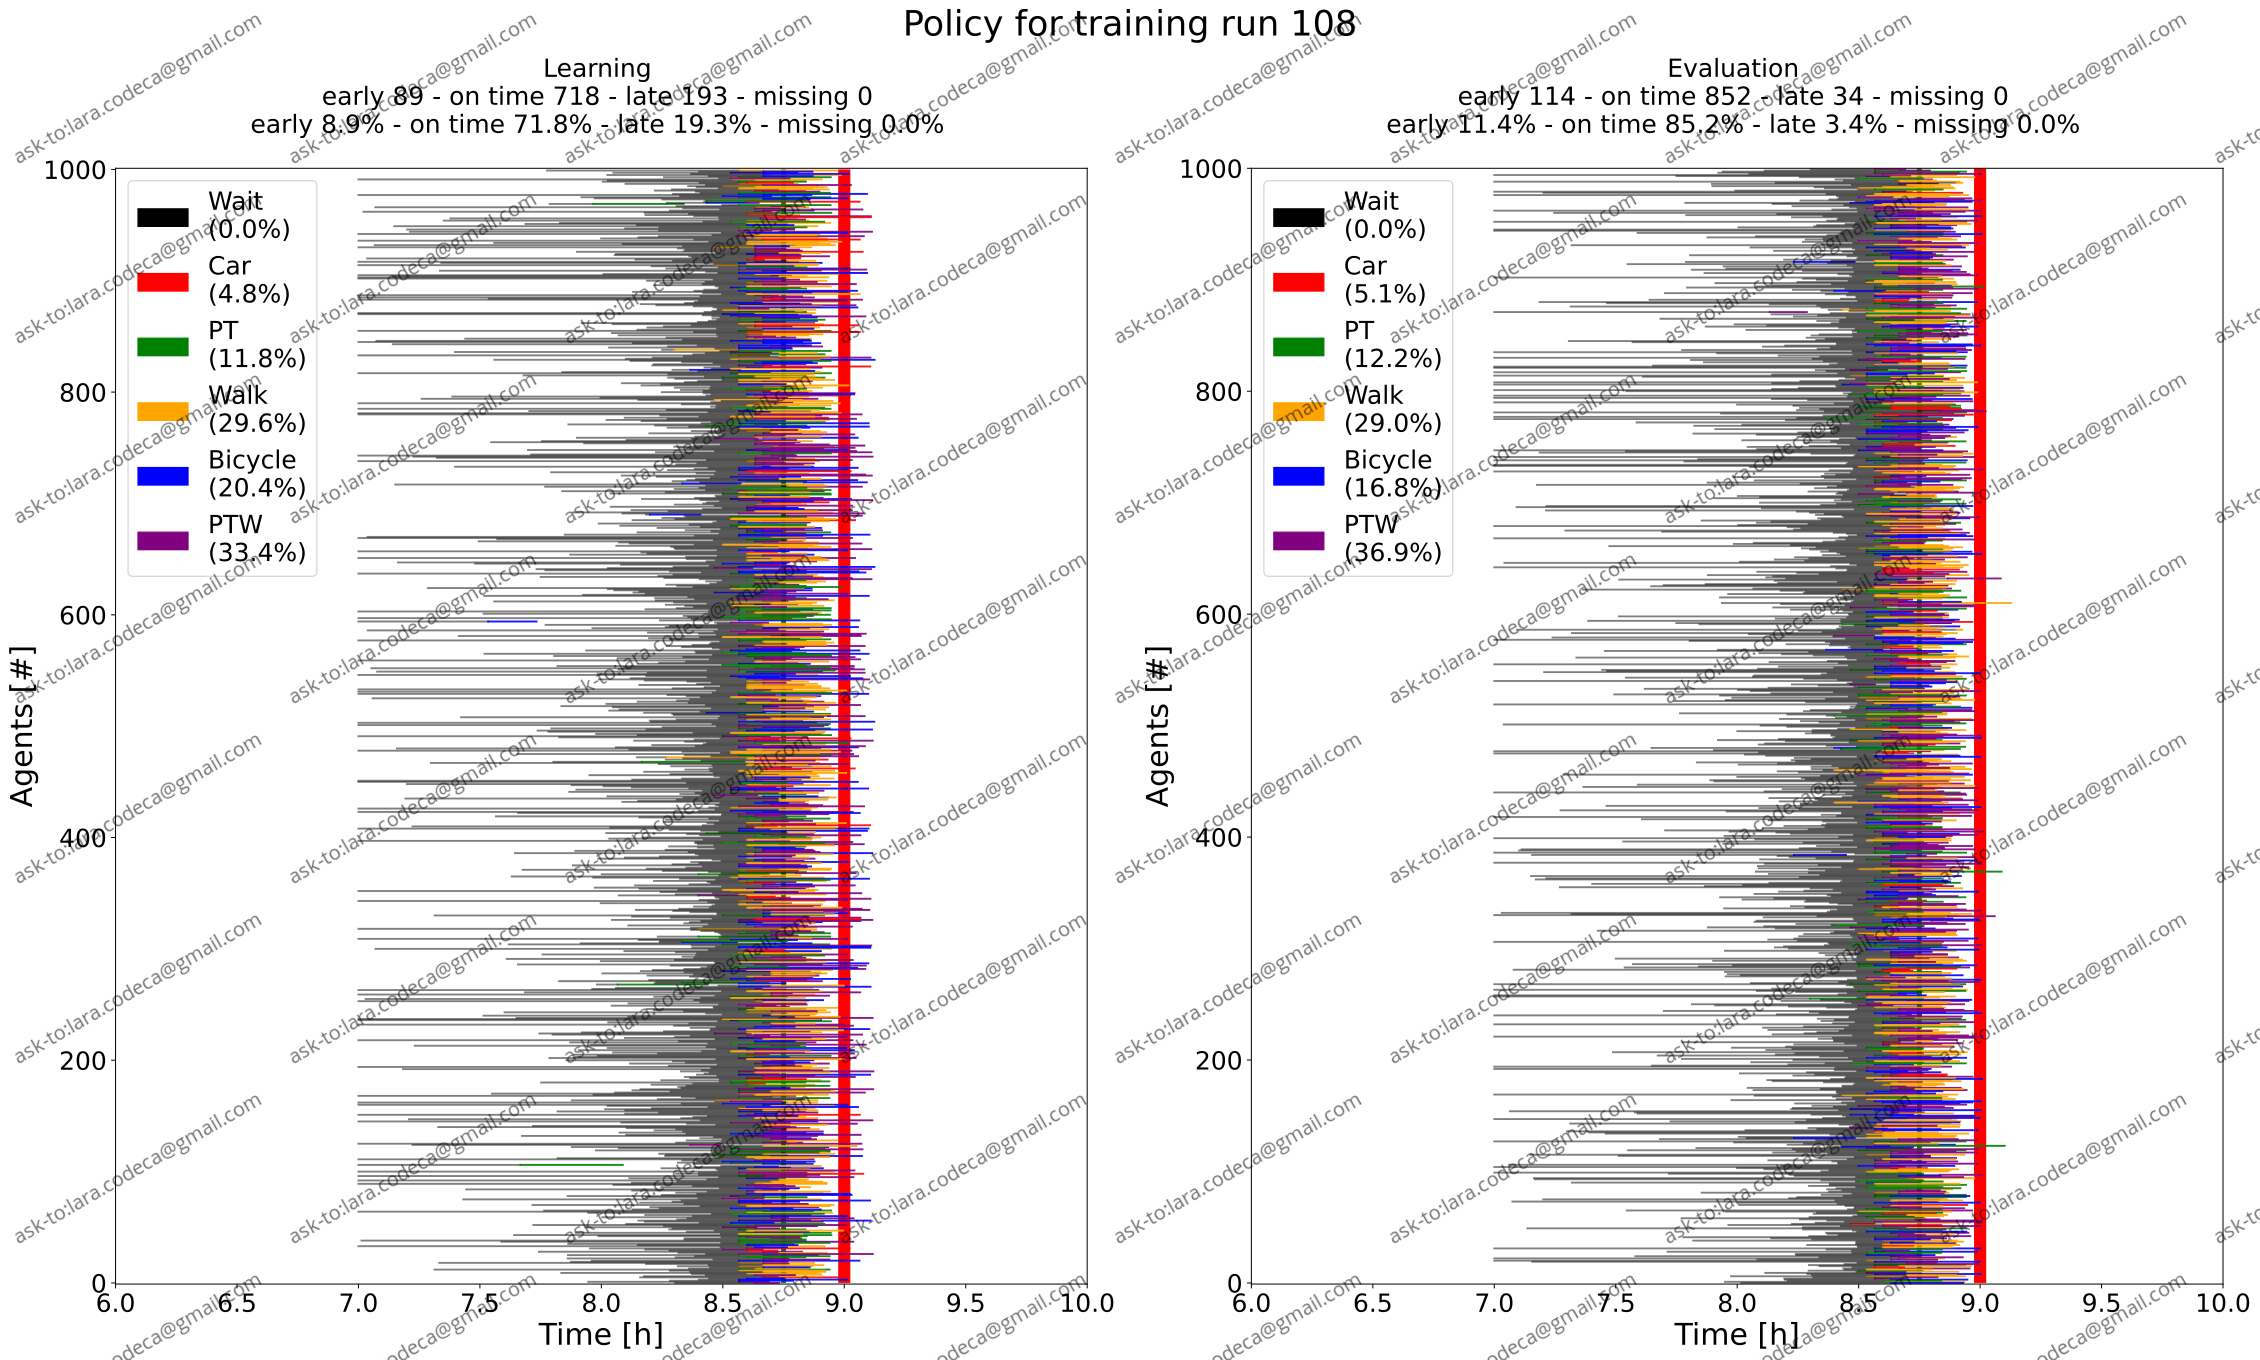 Policy for training run 108
Learning
early 89 - on time 718 - late 193 - missing 0
early 8.9% - on time 71.8% - late 19.3% - missing 0.0%
Agents [#]
1000
800
600
400
200
0
Wait
(0.0%)
Car
(4.8%)
PT
(11.8%)
Walk
(29.6%)
Bicycle
(20.4%)
PTW
(33.4%)
6.0 6.5 7.0 7.5 8.0 8.5 9.0 9.5 10.0
Time [h]
Evaluation
early 114 - on time 852 - late 34 - missing 0
early 11.4% - on time 85.2% - late 3.4% - missing 0.0%
Agents [#]
1000
800
600
400
200
0
Wait
(0.0%)
Car
(5.1%)
PT
(12.2%)
Walk
(29.0%)
Bicycle
(16.8%)
PTW
(36.9%)
6.0 6.5 7.0 7.5 8.0 8.5 9.0 9.5 10.0
Time [h]
ask-to:lara.codeca@gmail.com